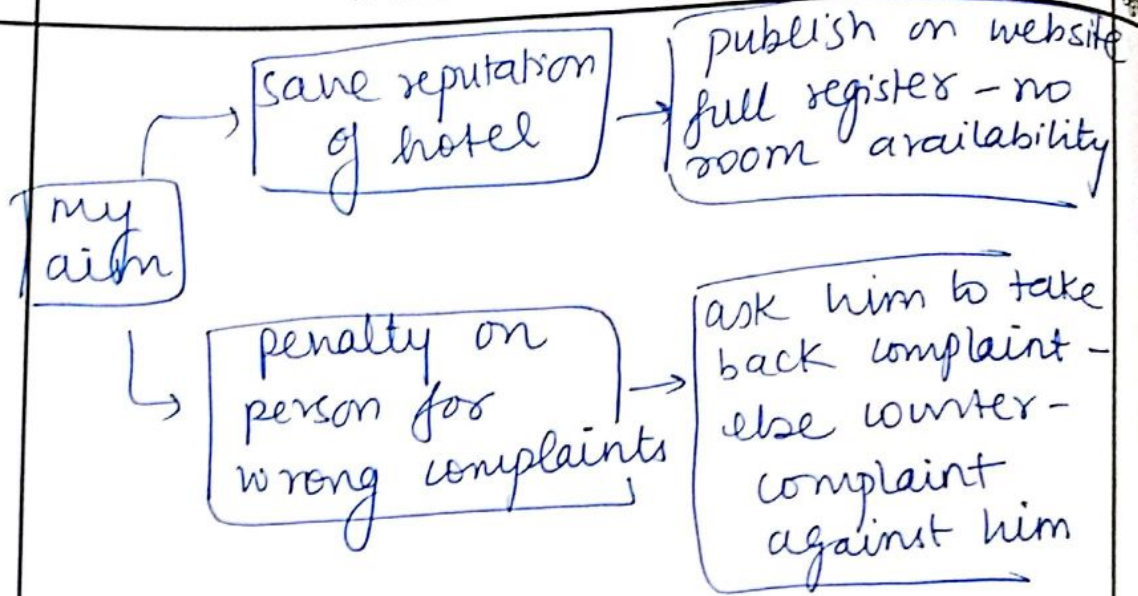 my
aim
save reputation
of hotel
publish on website
full register - no
room availability
penalty on
person for
wrong complaints
ask him to take
back complaint -
else counter-
complaint
against him